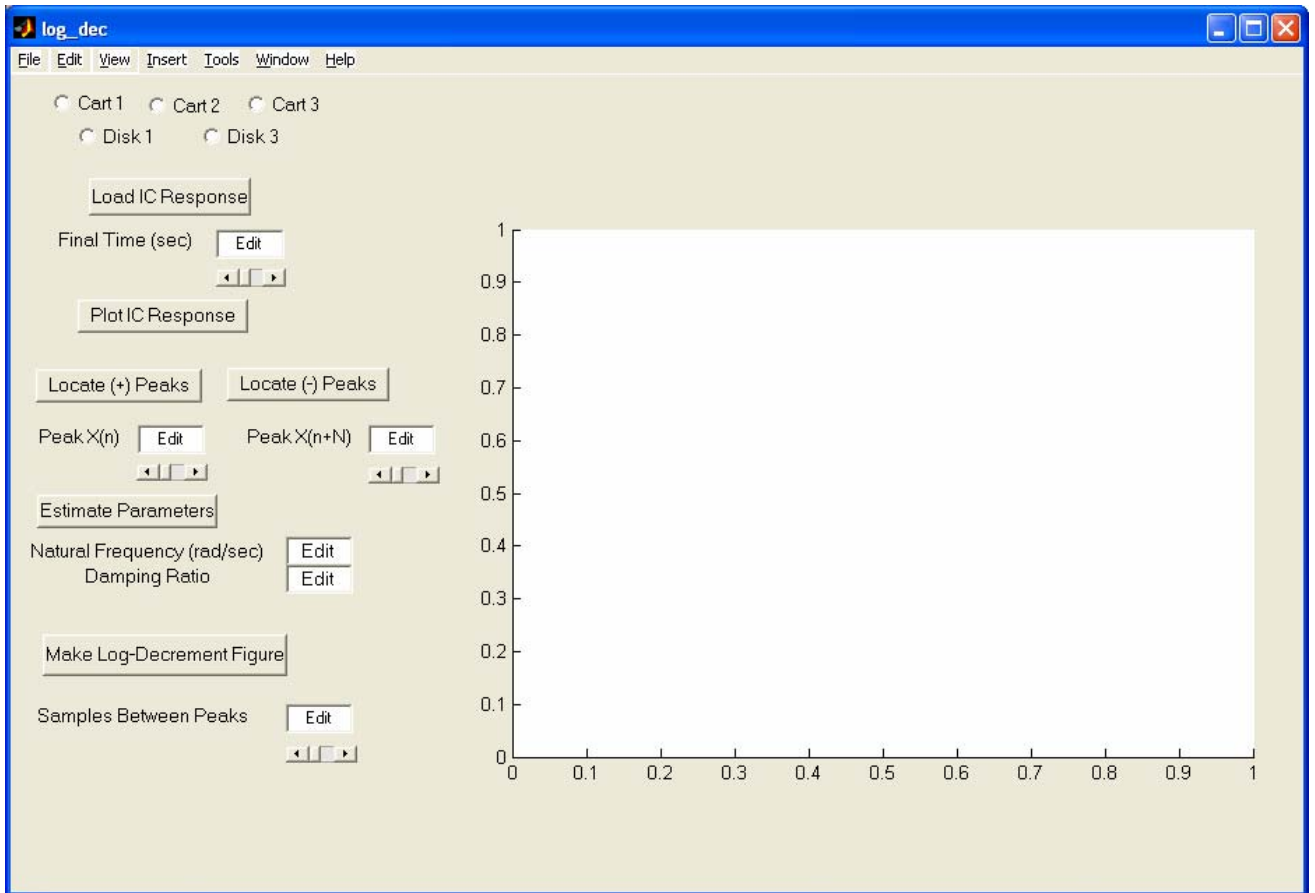 log_dec
File Edit View Insert Tools Window Help
Cart 1 Cart 2 Cart 3
Disk 1 Disk 3
Load IC Response
Final Time (sec) Edit
Plot IC Response
Locate (+) Peaks Locate (-) Peaks
Peak X(n) Edit Peak X(n+N) Edit
Estimate Parameters
Natural Frequency (rad/sec) Edit
Damping Ratio Edit
Make Log-Decrement Figure
Samples Between Peaks Edit
1
0.9
0.8
0.7
0.6
0.5
0.4
0.3
0.2
0.1
0
0 0.1 0.2 0.3 0.4 0.5 0.6 0.7 0.8 0.9 1